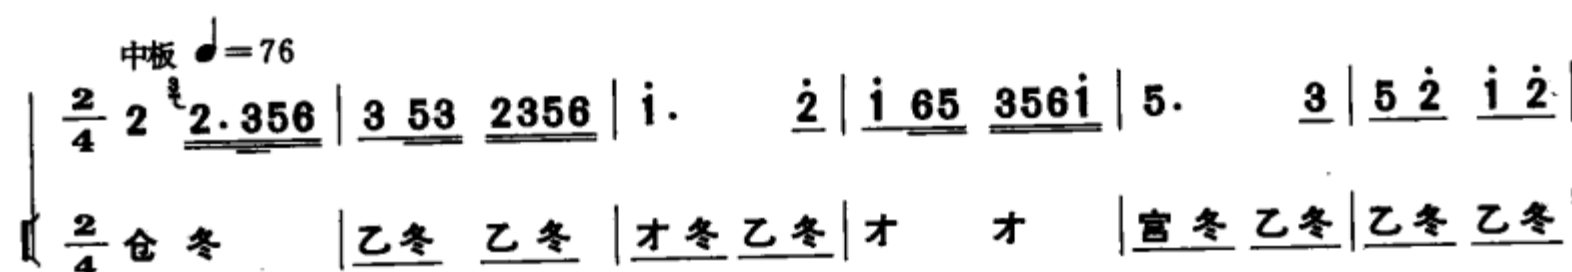 中板 ♩=76
2/4 2 3 2·356 | 3 53 2356 | i· 2̇ | i 65 356i | 5· 3 | 5 2̇ i 2̇ |
2/4 仓 冬 | 乙冬 乙冬 | 才冬 乙冬 | 才 才 | 宫冬 乙冬 | 乙冬 乙冬